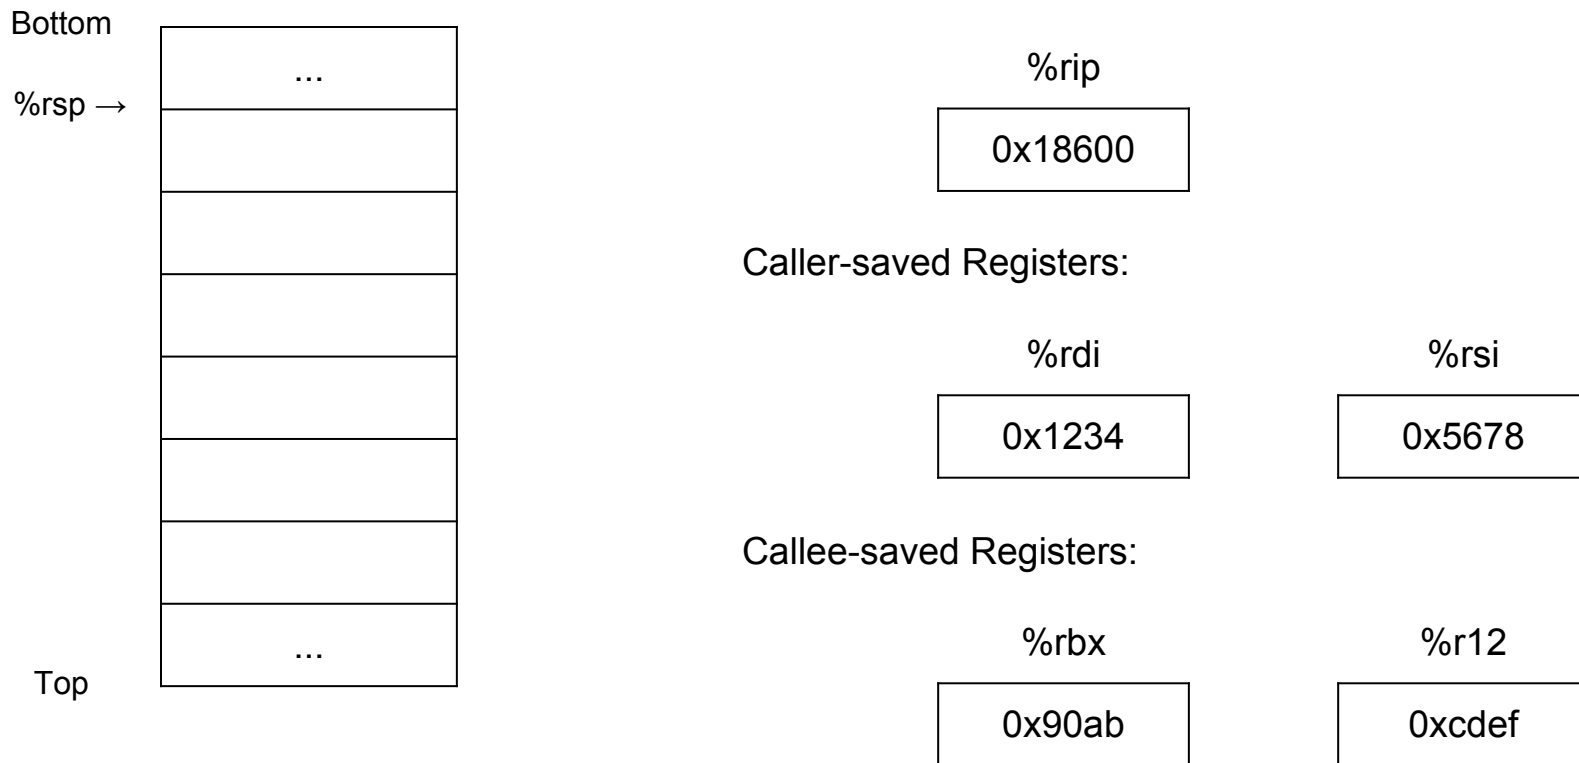 Bottom
...
%rsp →
...
Top
%rip
0x18600
Caller-saved Registers:
%rdi %rsi
0x1234 0x5678
Callee-saved Registers:
%rbx %r12
0x90ab 0xcdef